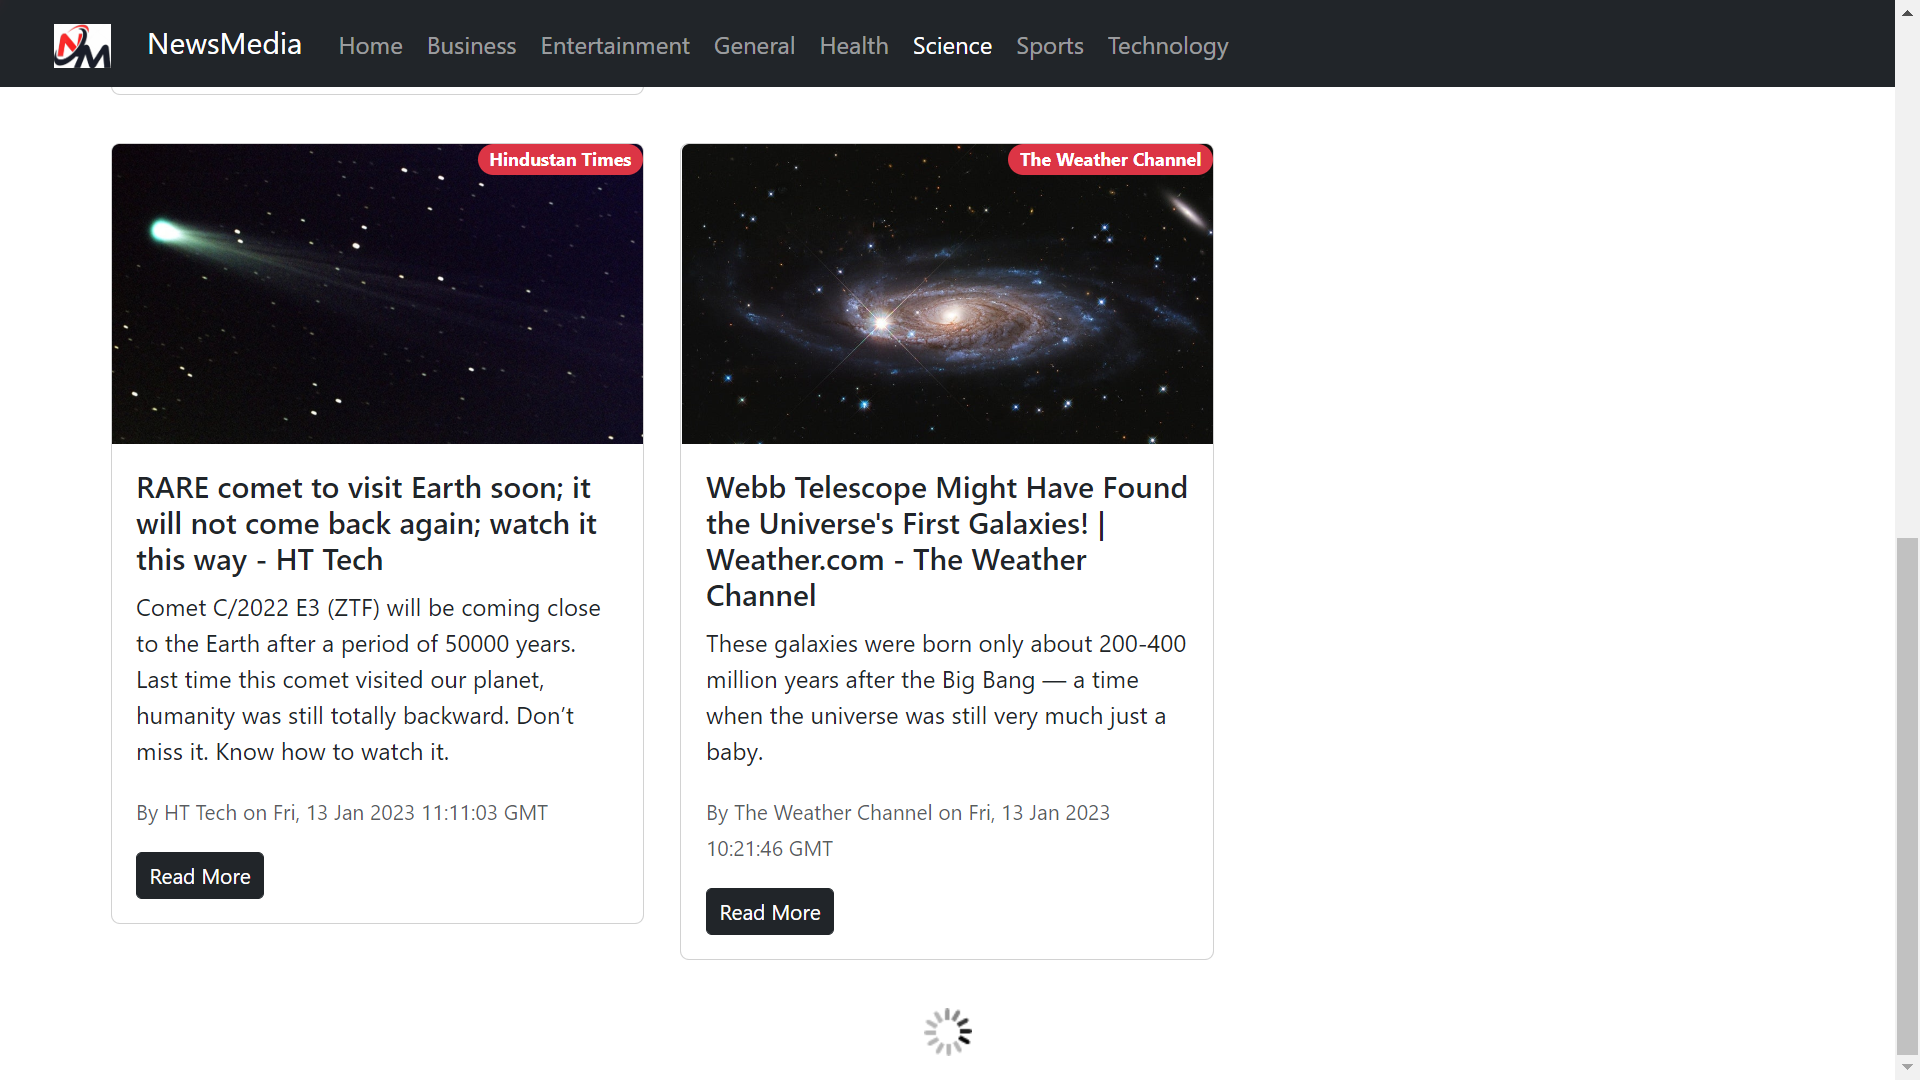 NM
NewsMedia
Home Business Entertainment General Health Science Sports Technology
Hindustan Times
RARE comet to visit Earth soon; it
will not come back again; watch it
this way - HT Tech
Comet C/2022 E3 (ZTF) will be coming close
to the Earth after a period of 50000 years.
Last time this comet visited our planet,
humanity was still totally backward. Don’t
miss it. Know how to watch it.
By HT Tech on Fri, 13 Jan 2023 11:11:03 GMT
Read More
The Weather Channel
Webb Telescope Might Have Found
the Universe's First Galaxies! |
Weather.com - The Weather
Channel
These galaxies were born only about 200-400
million years after the Big Bang — a time
when the universe was still very much just a
baby.
By The Weather Channel on Fri, 13 Jan 2023
10:21:46 GMT
Read More